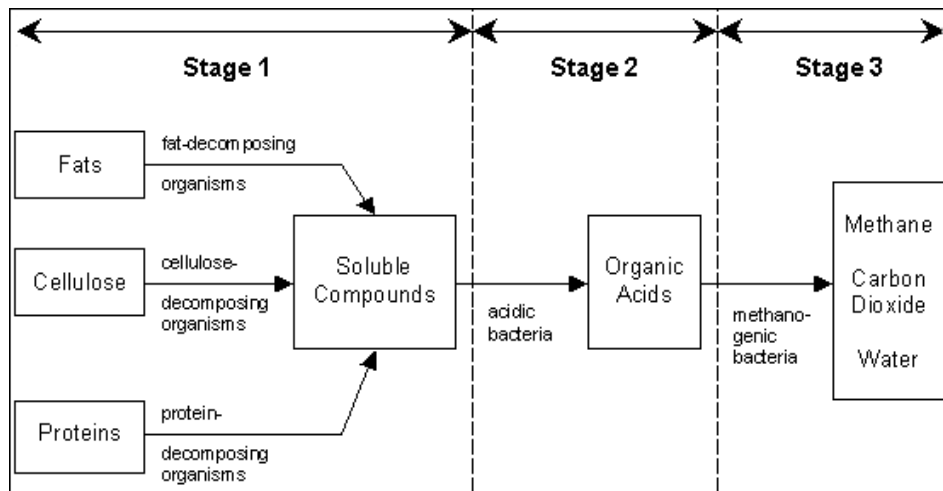 Stage 1
Stage 2
Stage 3
Fats
fat-decomposing
organisms
Cellulose
cellulose-
decomposing
organisms
Proteins
protein-
decomposing
organisms
Soluble
Compounds
acidic
bacteria
Organic
Acids
methano-
genic
bacteria
Methane
Carbon
Dioxide
Water